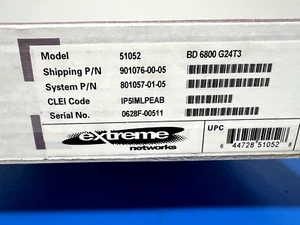 Model 51052 BD 6800 G24T3
Shipping P/N 901076-00-05
System P/N 801057-01-05
CLEI Code IP5IMLPEAB
Serial No. 0628F-00511
extreme
networks
UPC
6 44728 51052 8